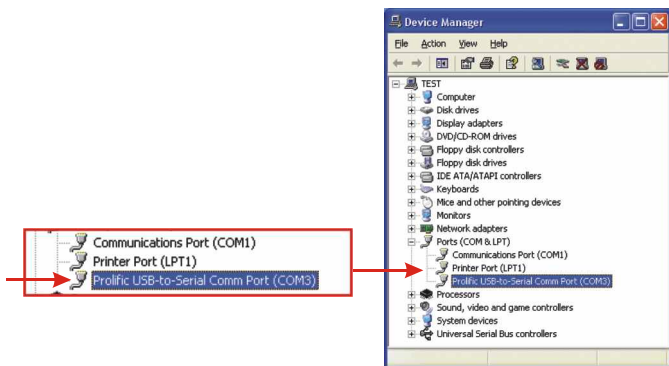 Device Manager
File Action View Help
TEST
Computer
Disk drives
Display adapters
DVD/CD-ROM drives
Floppy disk controllers
Floppy disk drives
IDE ATA/ATAPI controllers
Keyboards
Mice and other pointing devices
Monitors
Network adapters
Ports (COM & LPT)
Communications Port (COM1)
Printer Port (LPT1)
Prolific USB-to-Serial Comm Port (COM3)
Processors
Sound, video and game controllers
System devices
Universal Serial Bus controllers
Communications Port (COM1)
Printer Port (LPT1)
Prolific USB-to-Serial Comm Port (COM3)